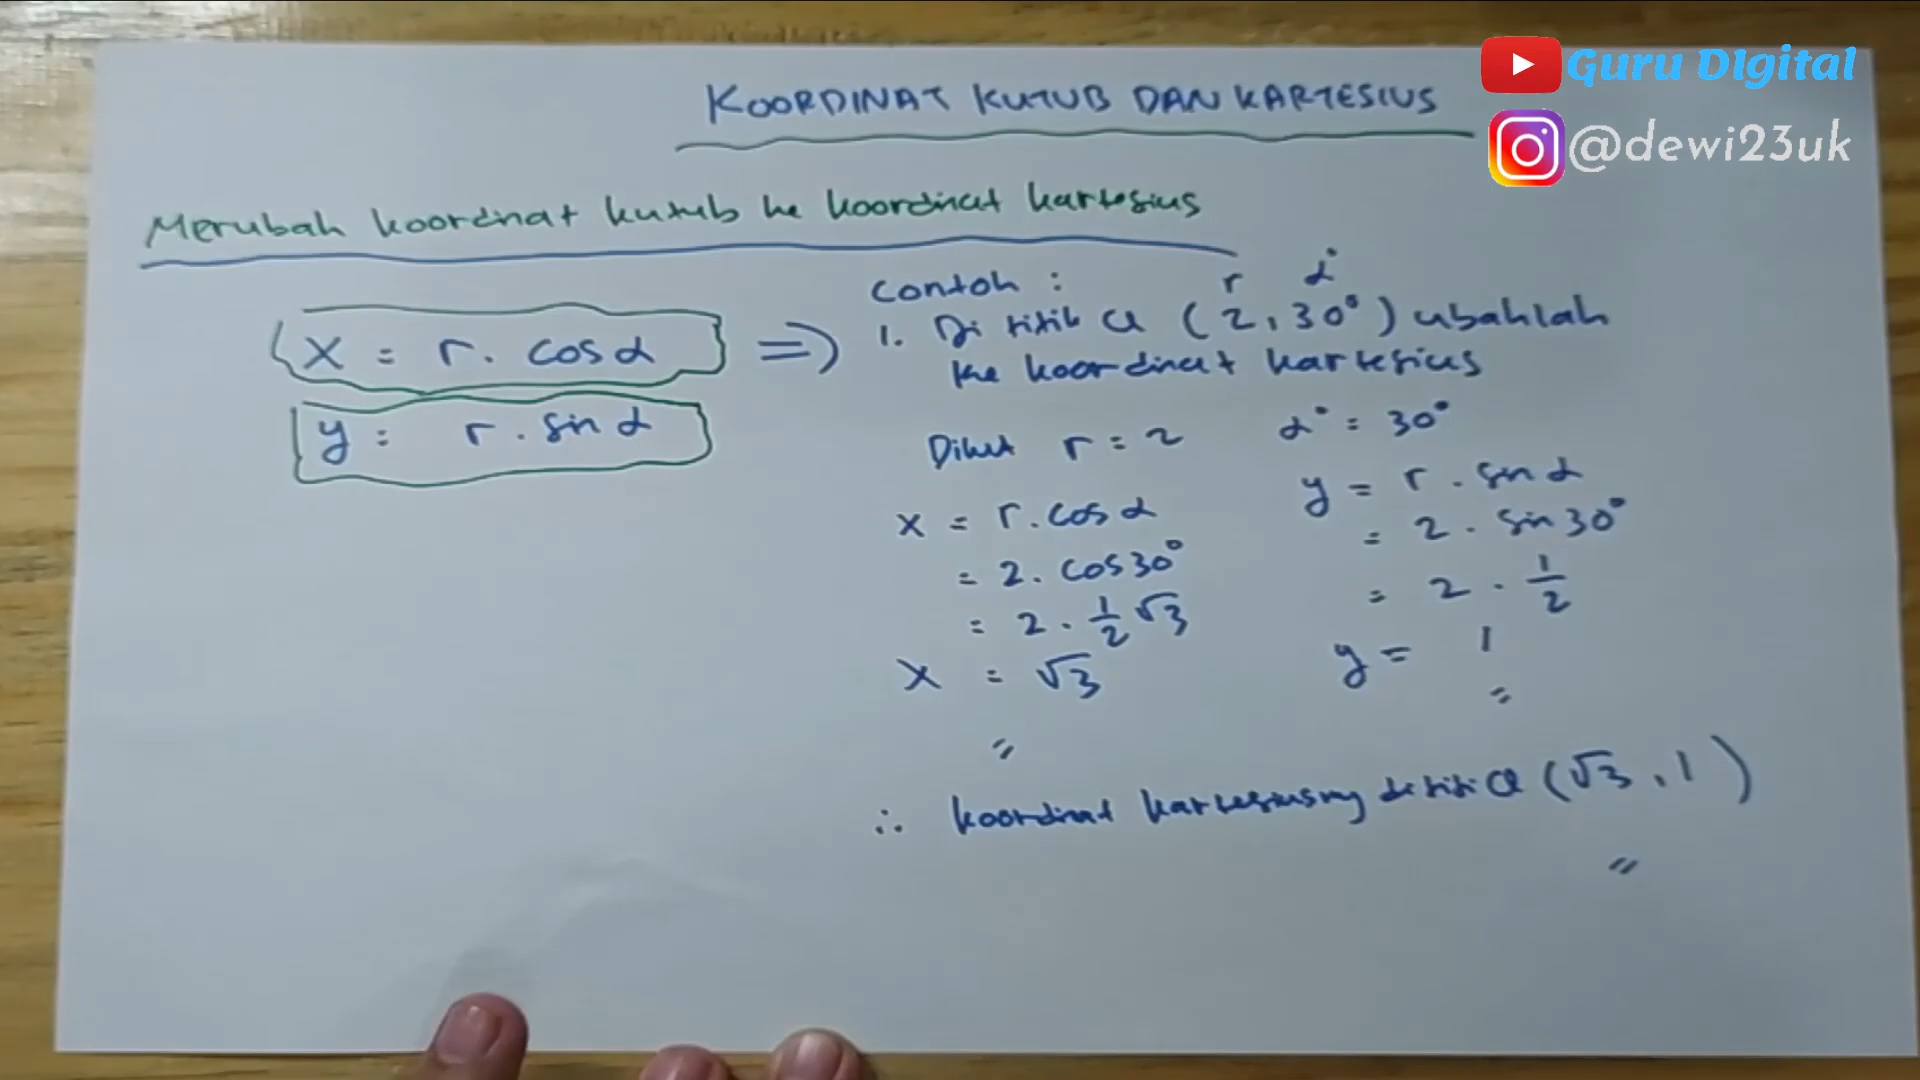 Guru DIgital
@dewi23uk
KOORDINAT KUTUB DAN KARTESIUS
Merubah koordinat kutub ke koordinat kartesius
x = r . cos α
y = r . sin α
=>
Contoh :
r α°
1. Di titik a (2, 30°) ubahlah
ke koordinat kartesius
Diket r = 2 α° = 30°
x = r . cos α
= 2 . cos 30°
= 2 . 1/2 √3
x = √3
y = r . sin α
= 2 . sin 30°
= 2 . 1/2
y = 1
∴ koordinat kartesiusny di titik a (√3 , 1)